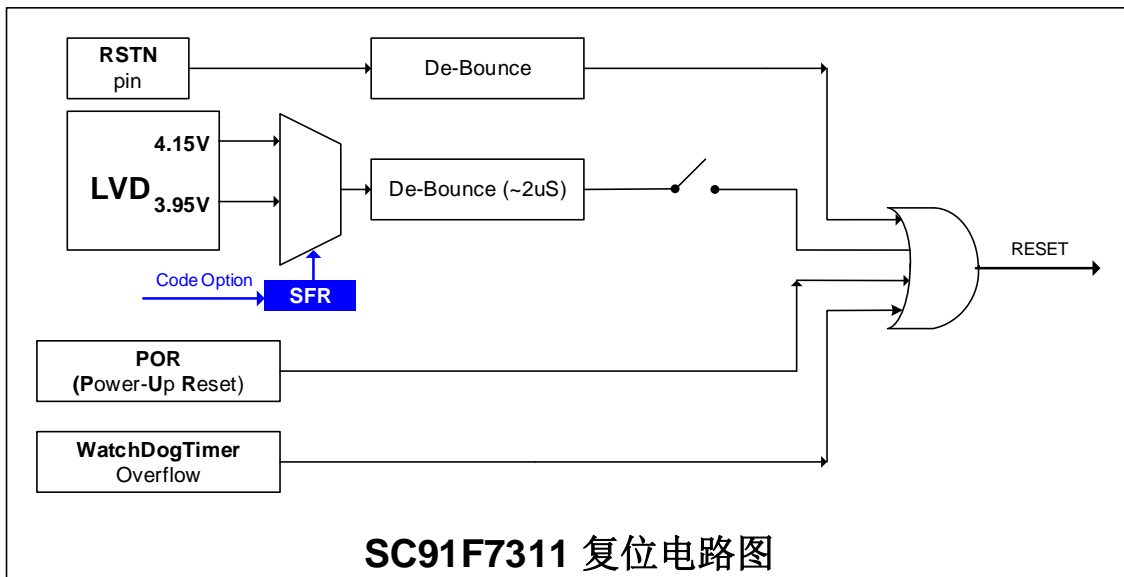 RSTN
pin
De-Bounce
4.15V
LVD
3.95V
De-Bounce (~2uS)
RESET
Code Option
SFR
POR
(Power-Up Reset)
WatchDogTimer
Overflow
SC91F7311 复位电路图